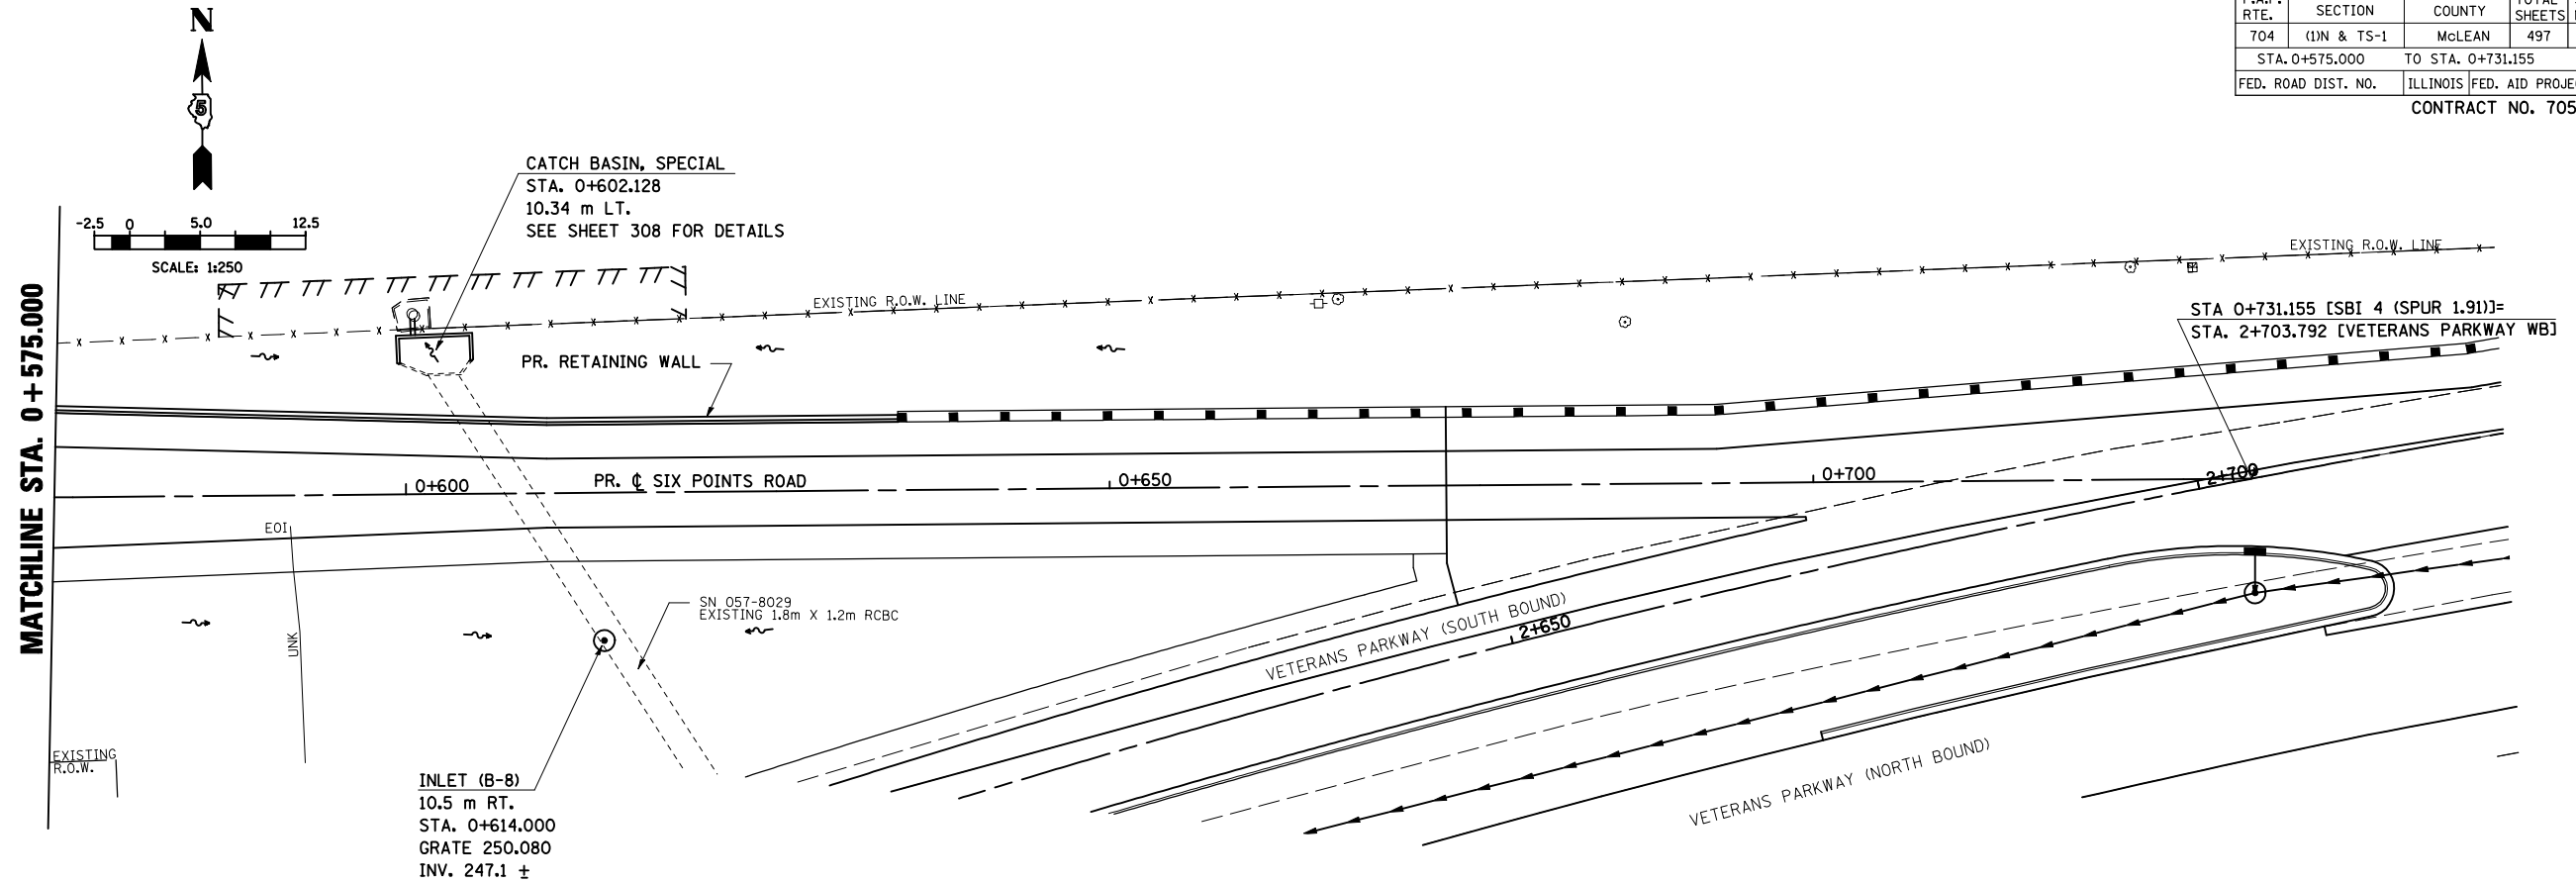 F.A.P. RTE. SECTION COUNTY TOTAL SHEETS
704 (1)N & TS-1 McLEAN 497
STA. 0+575.000 TO STA. 0+731.155
FED. ROAD DIST. NO. ILLINOIS FED. AID PROJE
CONTRACT NO. 705
N
5
-2.5 0 5.0 12.5
SCALE: 1:250
CATCH BASIN, SPECIAL
STA. 0+602.128
10.34 m LT.
SEE SHEET 308 FOR DETAILS
EXISTING R.O.W. LINE
EXISTING R.O.W. LINE
STA 0+731.155 [SBI 4 (SPUR 1.91)]=
STA. 2+703.792 [VETERANS PARKWAY WB]
MATCHLINE STA. 0+575.000
PR. RETAINING WALL
0+600
PR. ℄ SIX POINTS ROAD
0+650
0+700
2+700
EOI
UNK
SN 057-8029
EXISTING 1.8m X 1.2m RCBC
VETERANS PARKWAY (SOUTH BOUND)
2+650
EXISTING
R.O.W.
VETERANS PARKWAY (NORTH BOUND)
INLET (B-8)
10.5 m RT.
STA. 0+614.000
GRATE 250.080
INV. 247.1 ±